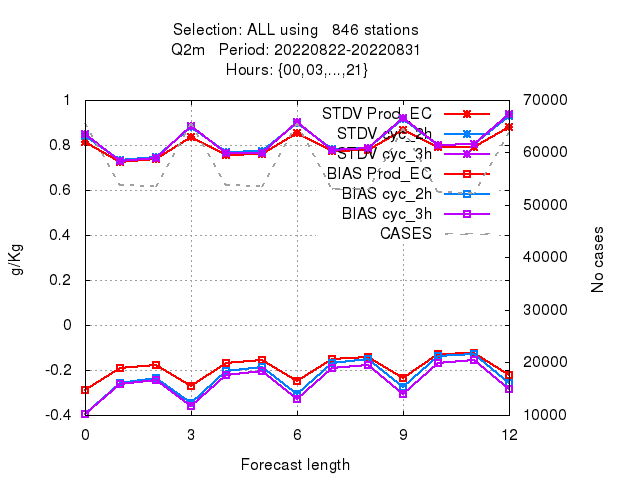 Selection: ALL using   846 stations
Q2m   Period: 20220822-20220831
Hours: {00,03,...,21}
STDV Prod_EC
STDV cyc_2h
STDV cyc_3h
BIAS Prod_EC
BIAS cyc_2h
BIAS cyc_3h
CASES
g/Kg
1
0.8
0.6
0.4
0.2
0
-0.2
-0.4
No cases
70000
60000
50000
40000
30000
20000
10000
0 3 6 9 12
Forecast length